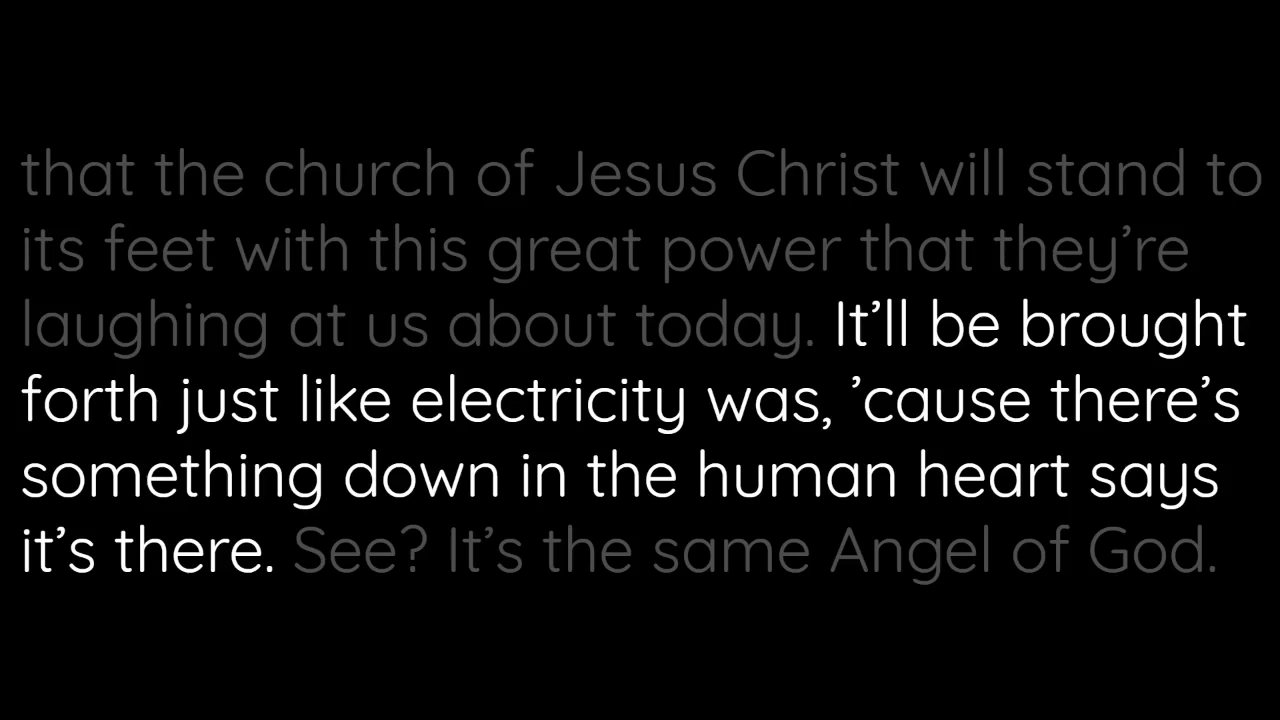 that the church of Jesus Christ will stand to
its feet with this great power that they’re
laughing at us about today. It’ll be brought
forth just like electricity was, ’cause there’s
something down in the human heart says
it’s there. See? It’s the same Angel of God.